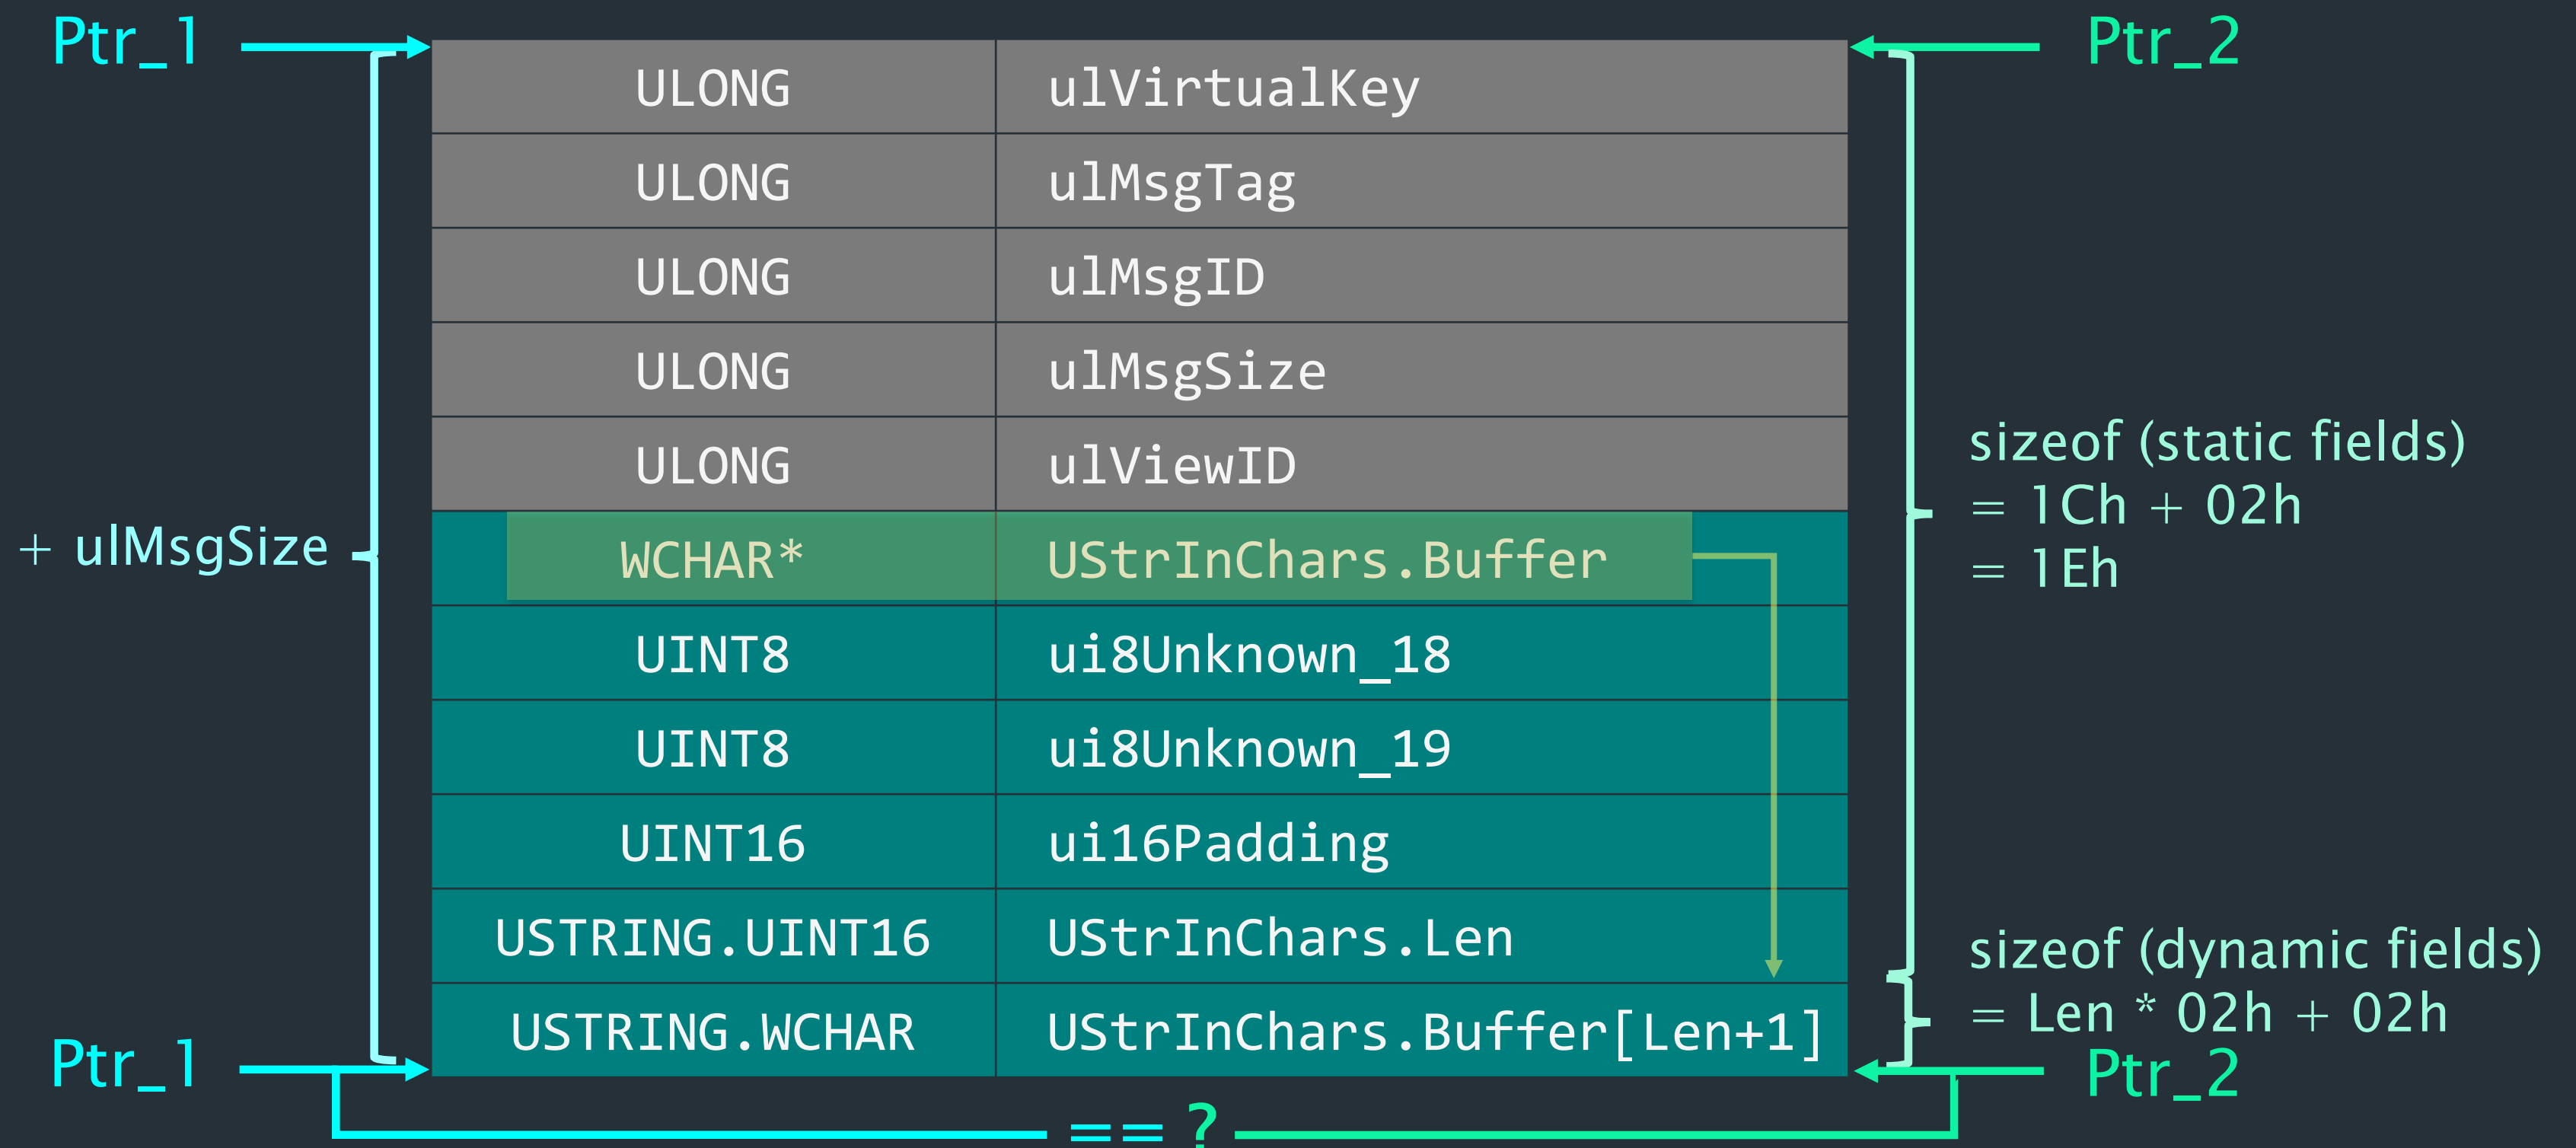 Ptr_1
Ptr_2
ULONG ulVirtualKey
ULONG ulMsgTag
ULONG ulMsgID
ULONG ulMsgSize
ULONG ulViewID
WCHAR* UStrInChars.Buffer
UINT8 ui8Unknown_18
UINT8 ui8Unknown_19
UINT16 ui16Padding
USTRING.UINT16 UStrInChars.Len
USTRING.WCHAR UStrInChars.Buffer[Len+1]
+ ulMsgSize
sizeof (static fields)
= 1Ch + 02h
= 1Eh
sizeof (dynamic fields)
= Len * 02h + 02h
Ptr_1
Ptr_2
== ?